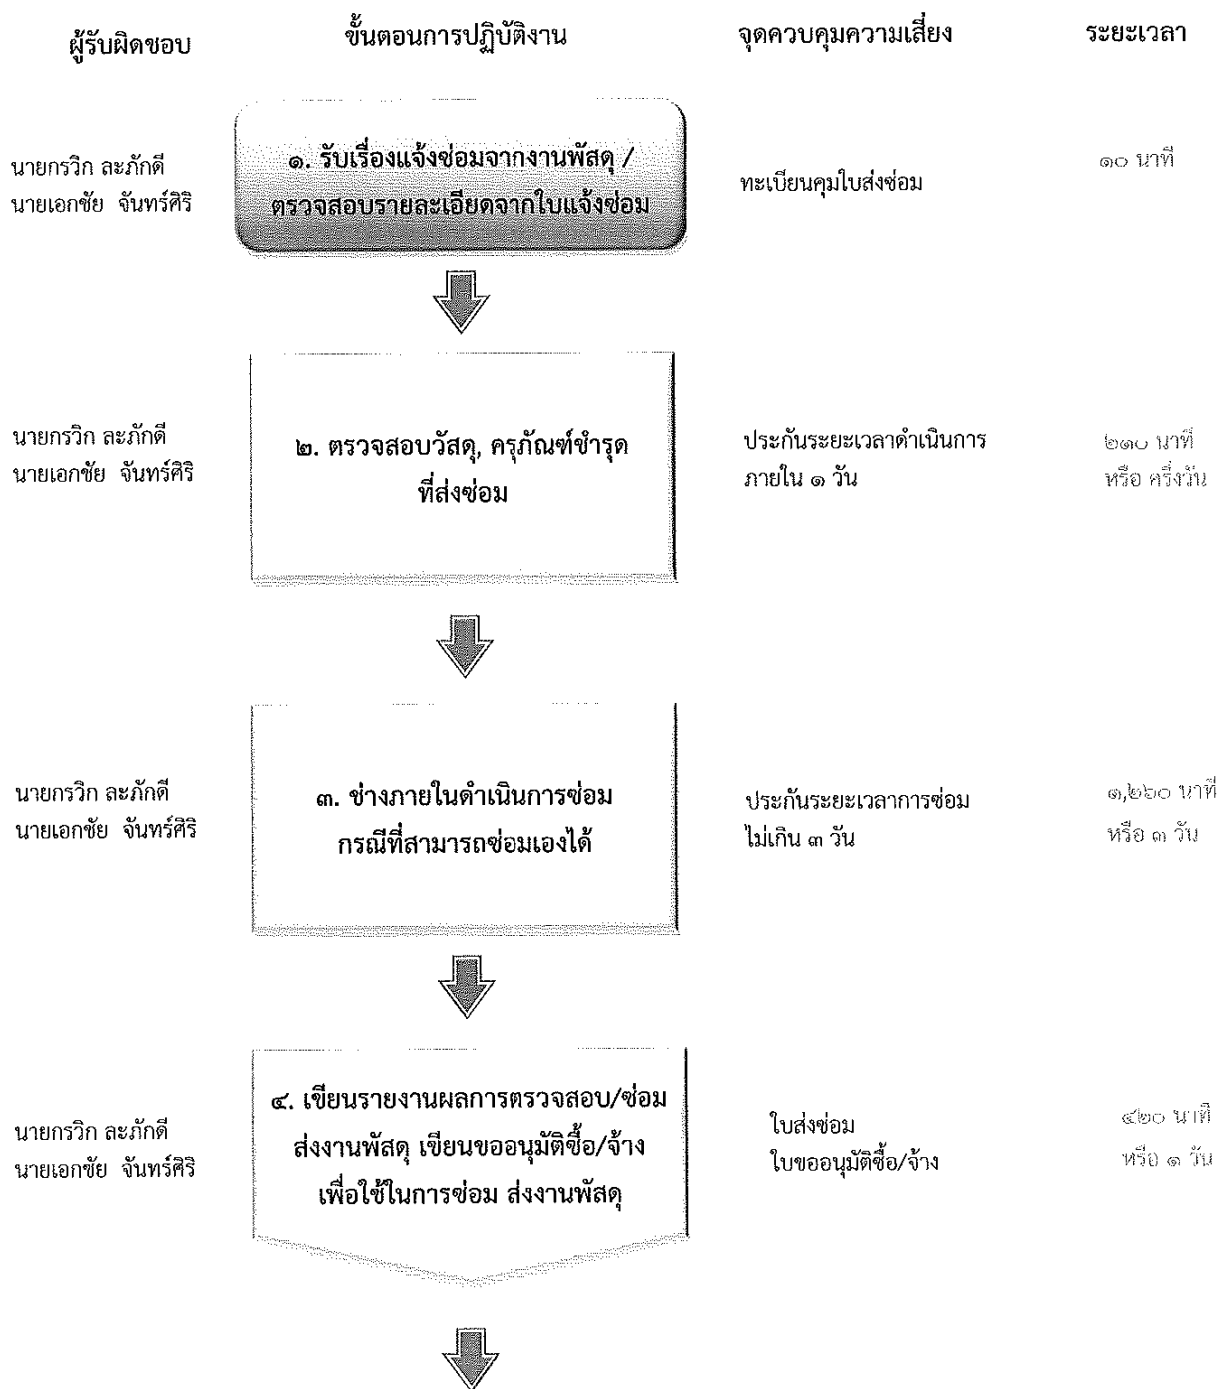 ผู้รับผิดชอบ
ขั้นตอนการปฏิบัติงาน
จุดควบคุมความเสี่ยง
ระยะเวลา
นายกรวิก ละภักดี
นายเอกชัย จันทร์ศิริ
๑. รับเรื่องแจ้งซ่อมจากงานพัสดุ /
ตรวจสอบรายละเอียดจากใบแจ้งซ่อม
ทะเบียนคุมใบส่งซ่อม
๑๐ นาที
นายกรวิก ละภักดี
นายเอกชัย จันทร์ศิริ
๒. ตรวจสอบวัสดุ, ครุภัณฑ์ชำรุด
ที่ส่งซ่อม
ประกันระยะเวลาดำเนินการ
ภายใน ๑ วัน
๒๑๐ นาที
หรือ ครึ่งวัน
นายกรวิก ละภักดี
นายเอกชัย จันทร์ศิริ
๓. ช่างภายในดำเนินการซ่อม
กรณีที่สามารถซ่อมเองได้
ประกันระยะเวลาการซ่อม
ไม่เกิน ๓ วัน
๑,๒๖๐ นาที
หรือ ๓ วัน
นายกรวิก ละภักดี
นายเอกชัย จันทร์ศิริ
๔. เขียนรายงานผลการตรวจสอบ/ซ่อม
ส่งงานพัสดุ เขียนขออนุมัติซื้อ/จ้าง
เพื่อใช้ในการซ่อม ส่งงานพัสดุ
ใบส่งซ่อม
ใบขออนุมัติซื้อ/จ้าง
๔๒๐ นาที
หรือ ๑ วัน